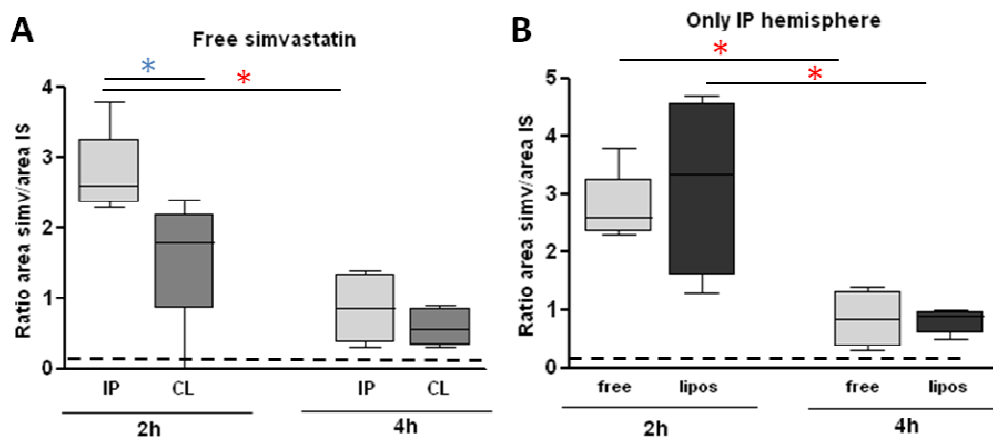 A
Free simvastatin
*
*
Ratio area simv/area IS
4
3
2
1
0
IP CL IP CL
2h 4h
B
Only IP hemisphere
*
*
Ratio area simv/area IS
5
4
3
2
1
0
free lipos free lipos
2h 4h